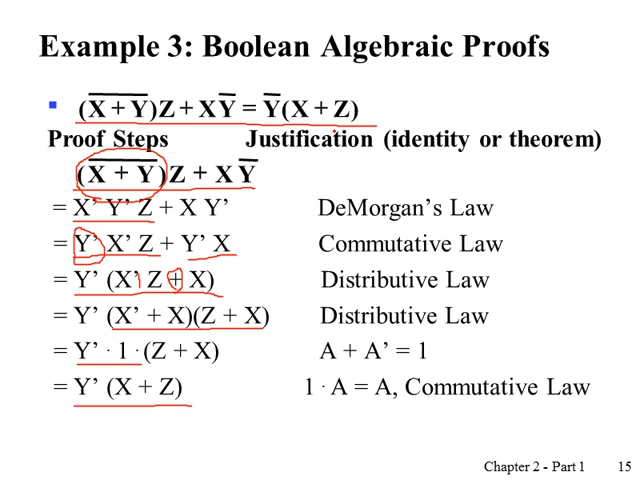 Example 3: Boolean Algebraic Proofs
(X̅ ̅+̅ ̅Y̅)Z + XY̅ = Y̅(X + Z)
Proof Steps Justification (identity or theorem)
(X̅ ̅+̅ ̅Y̅)Z + X Y̅
= X’ Y’ Z + X Y’ DeMorgan’s Law
= Y’ X’ Z + Y’ X Commutative Law
= Y’ (X’ Z + X) Distributive Law
= Y’ (X’ + X)(Z + X) Distributive Law
= Y’ · 1 · (Z + X) A + A’ = 1
= Y’ (X + Z) 1 · A = A, Commutative Law
Chapter 2 - Part 1 15